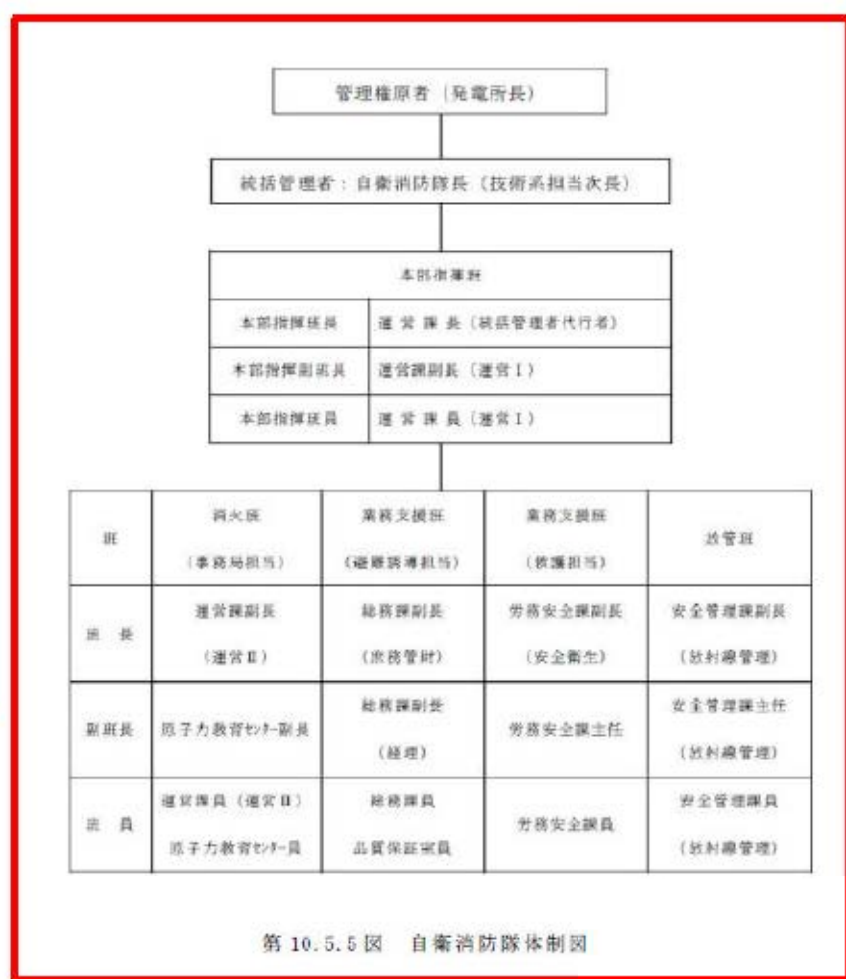 管理権原者（発電所長）
統括管理者：自衛消防隊長（技術系担当次長）
本部指揮班
本部指揮班長 運営課長（統括管理者代行者）
本部指揮副班長 運営課副長（運営Ⅰ）
本部指揮班員 運営課員（運営Ⅰ）
班 消火班 業務支援班 業務支援班 放管班
（事務局担当） （避難誘導担当） （救護担当）
班長 運営課副長 総務課副長 労務安全課副長 安全管理課副長
（運営Ⅱ） （庶務管財） （安全衛生） （放射線管理）
副班長 原子力教育センター副長 総務課副長 労務安全課主任 安全管理課主任
（経理） （放射線管理）
班員 運営課員（運営Ⅱ） 総務課員 労務安全課員 安全管理課員
原子力教育センター員 品質保証室員 （放射線管理）
第10.5.5図 自衛消防隊体制図